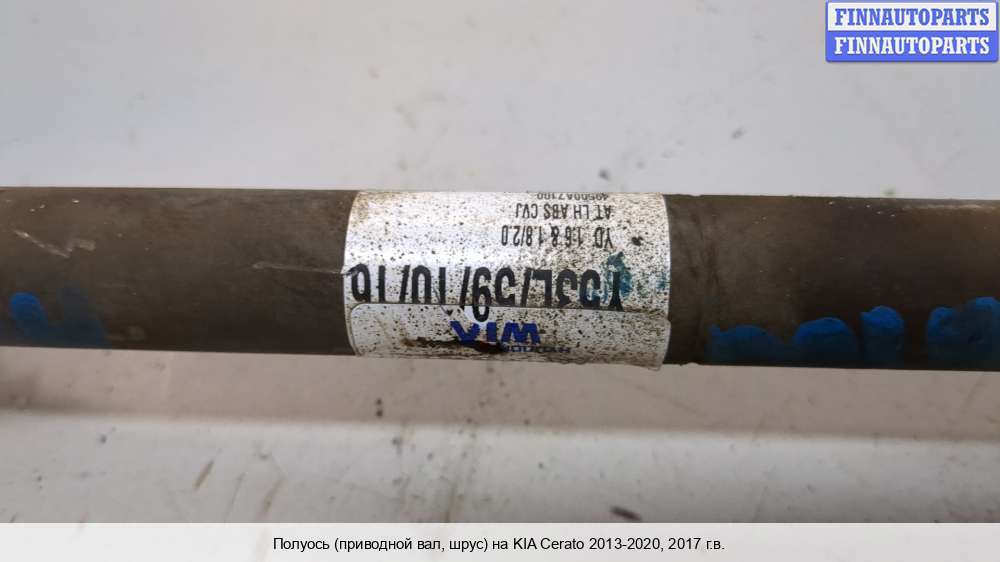 FINNAUTOPARTS
FINNAUTOPARTS
WIA
YD 1.6 & 1.8/2.0
AT LH ABS CVJ
49500A7100
Полуось (приводной вал, шрус) на KIA Cerato 2013-2020, 2017 г.в.